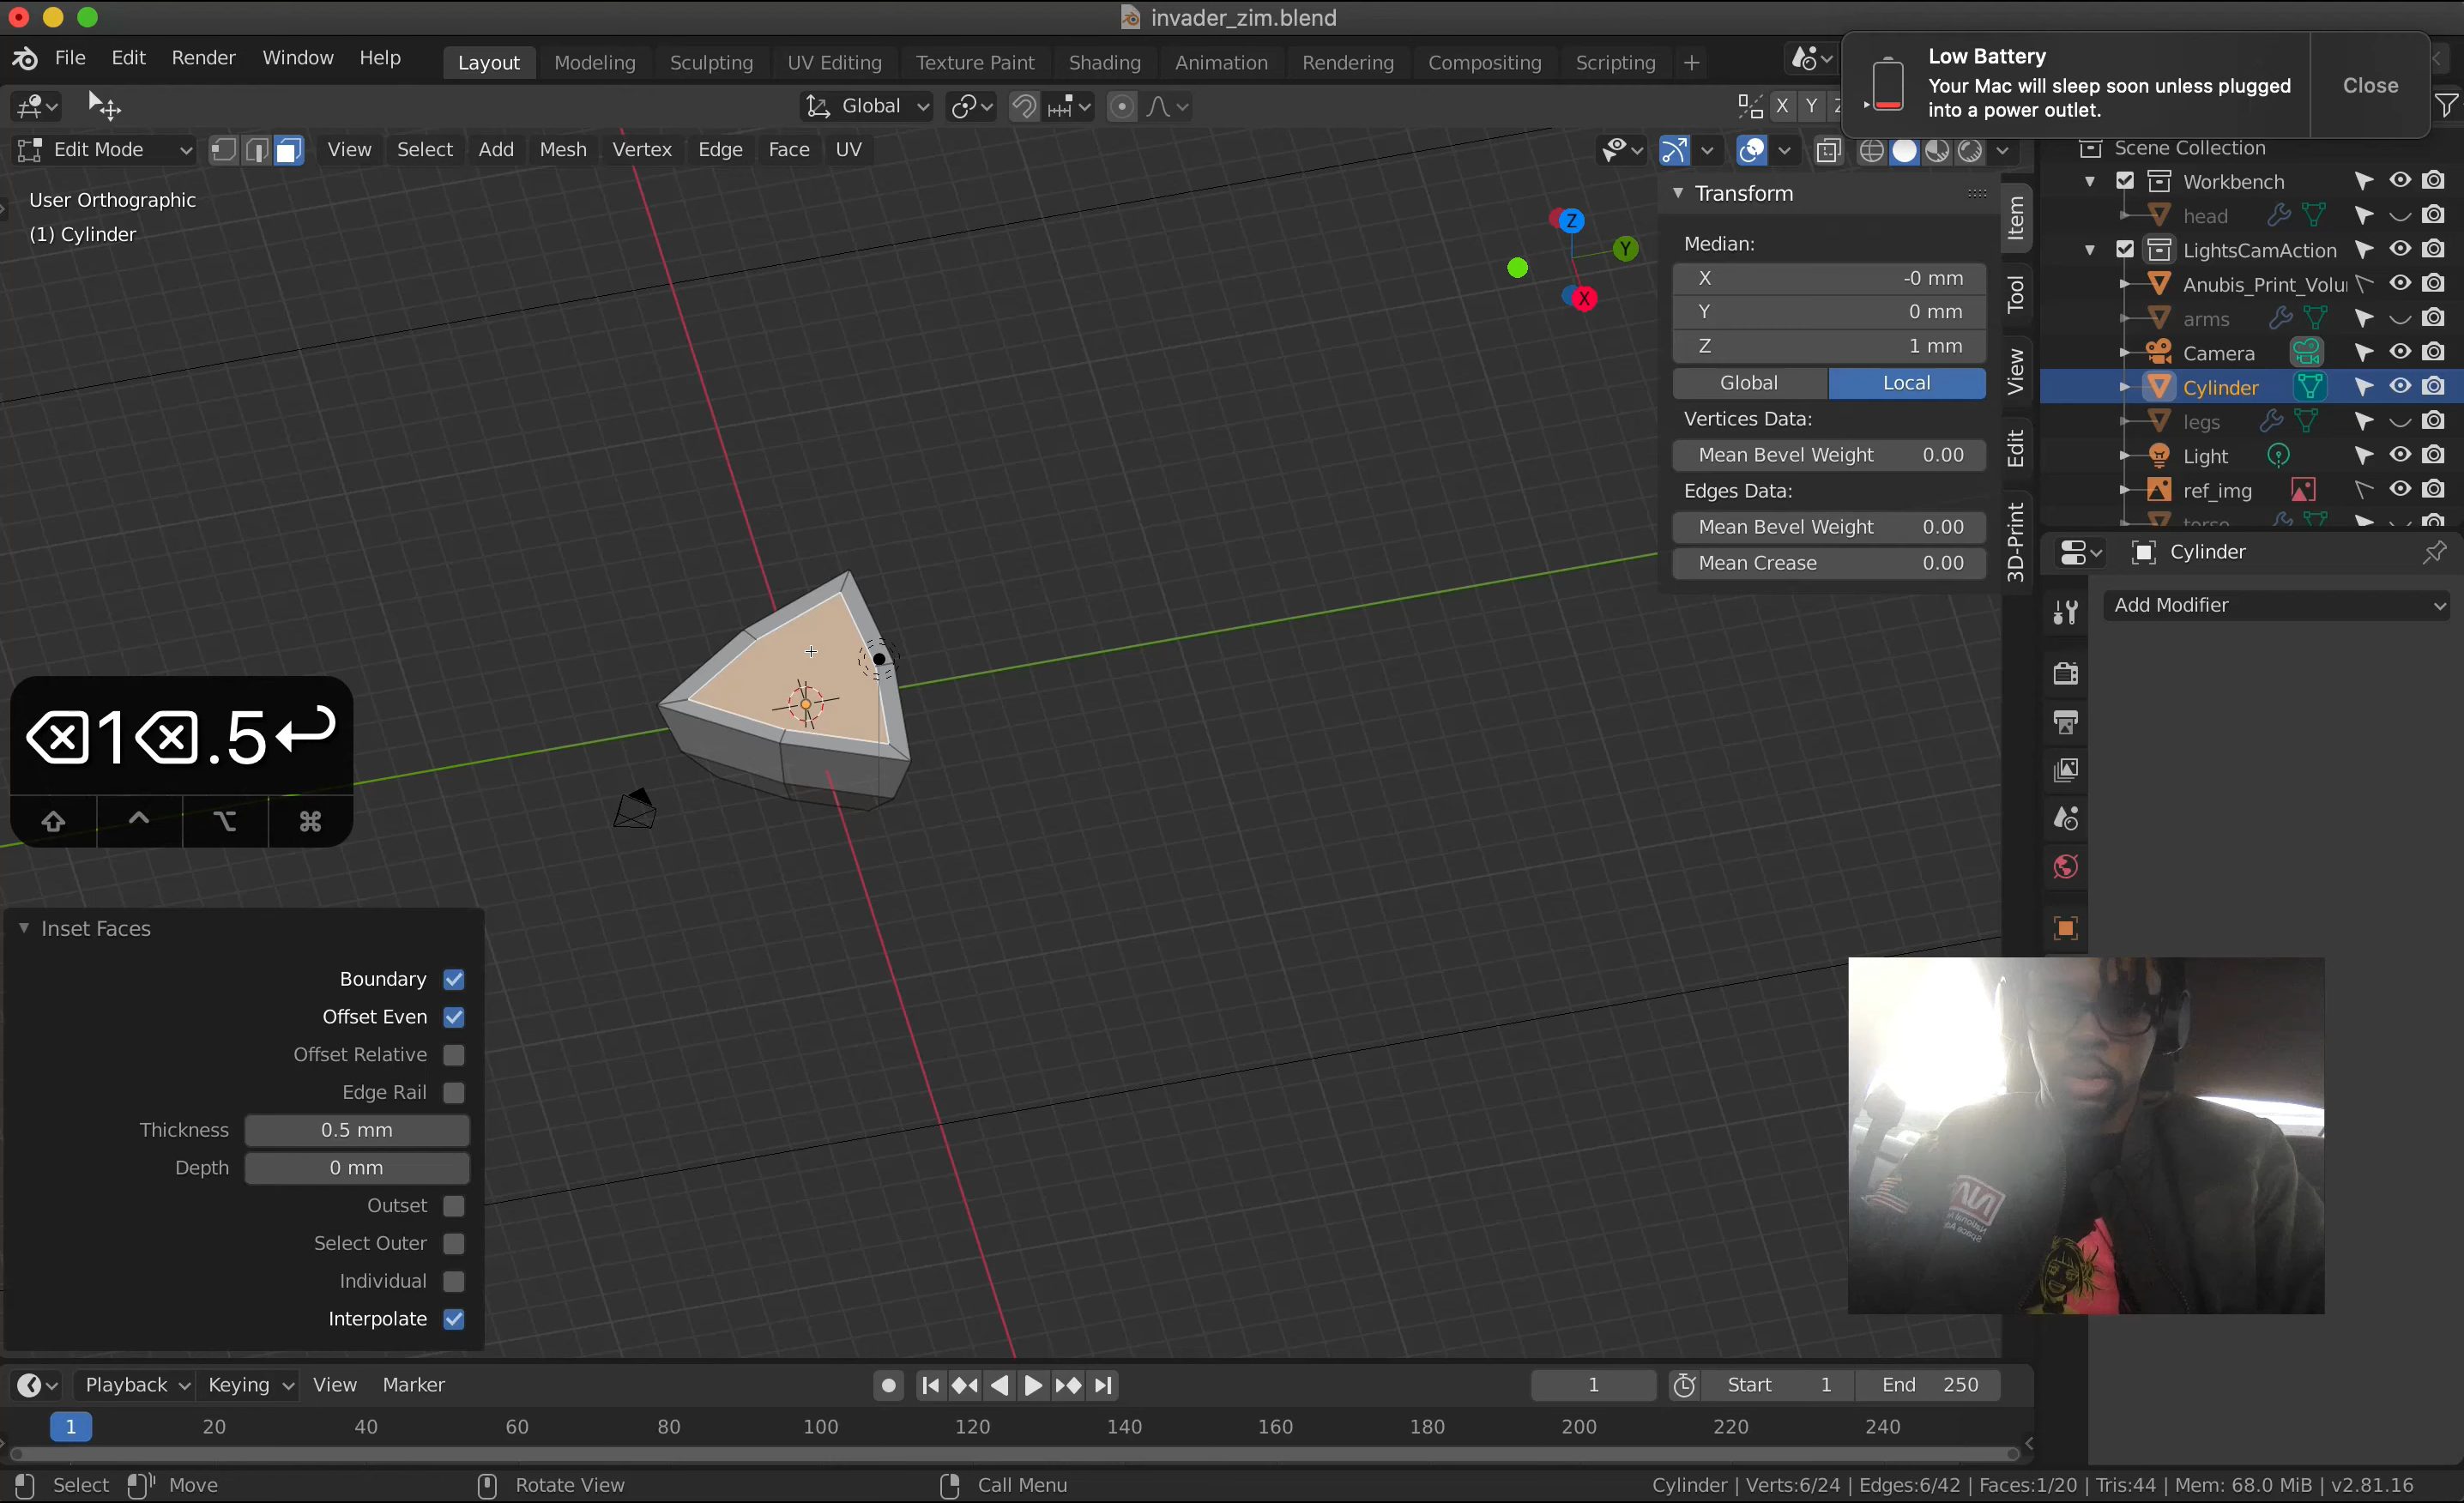 invader_zim.blend
File Edit Render Window Help Layout Modeling Sculpting UV Editing Texture Paint Shading Animation Rendering Compositing Scripting +
Low Battery
Your Mac will sleep soon unless plugged
into a power outlet.
Close
Global X Y Z
Edit Mode View Select Add Mesh Vertex Edge Face UV
User Orthographic
(1) Cylinder
Z
Y
X
Transform
Median:
X -0 mm
Y 0 mm
Z 1 mm
Global Local
Vertices Data:
Mean Bevel Weight 0.00
Edges Data:
Mean Bevel Weight 0.00
Mean Crease 0.00
Item
Tool
View
Edit
3D-Print
Scene Collection
Workbench
head
LightsCamAction
Anubis_Print_Volu
arms
Camera
Cylinder
legs
Light
ref_img
torso
Cylinder
Add Modifier
⌫1⌫.5↩
⇧ ^ ⌥ ⌘
Inset Faces
Boundary
Offset Even
Offset Relative
Edge Rail
Thickness 0.5 mm
Depth 0 mm
Outset
Select Outer
Individual
Interpolate
Playback Keying View Marker 1 Start 1 End 250
1 20 40 60 80 100 120 140 160 180 200 220 240
Select Move Rotate View Call Menu Cylinder | Verts:6/24 | Edges:6/42 | Faces:1/20 | Tris:44 | Mem: 68.0 MiB | v2.81.16